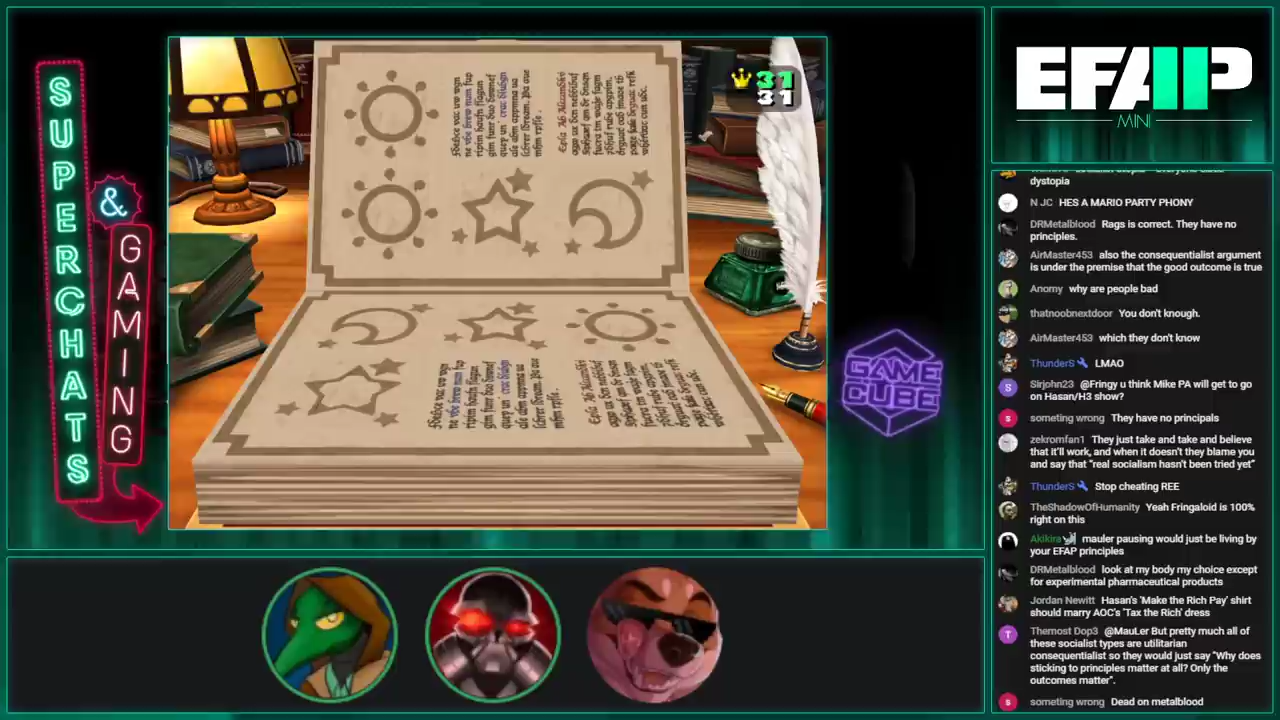 SUPERCHATS
&
GAMING
31
31
GAME
CUBE
EFAP
MINI
dystopia
N JC HES A MARIO PARTY PHONY
DRMetalblood Rags is correct. They have no
principles.
AirMaster453 also the consequentialist argument
is under the premise that the good outcome is true
Anomy why are people bad
thatnoobnextdoor You don't knough.
AirMaster453 which they don't know
ThunderS LMAO
Sirjohn23 @Fringy u think Mike PA will get to go
on Hasan/H3 show?
someting wrong They have no principals
zekromfan1 They just take and take and believe
that it'll work, and when it doesn't they blame you
and say that "real socialism hasn't been tried yet"
ThunderS Stop cheating REE
TheShadowOfHumanity Yeah Fringaloid is 100%
right on this
Akikira mauler pausing would just be living by
your EFAP principles
DRMetalblood look at my body my choice except
for experimental pharmaceutical products
Jordan Newitt Hasan's 'Make the Rich Pay' shirt
should marry AOC's 'Tax the Rich' dress
Themost Dop3 @MauLer But pretty much all of
these socialist types are utilitarian
consequentialist so they would just say "Why does
sticking to principles matter at all? Only the
outcomes matter".
someting wrong Dead on metalblood